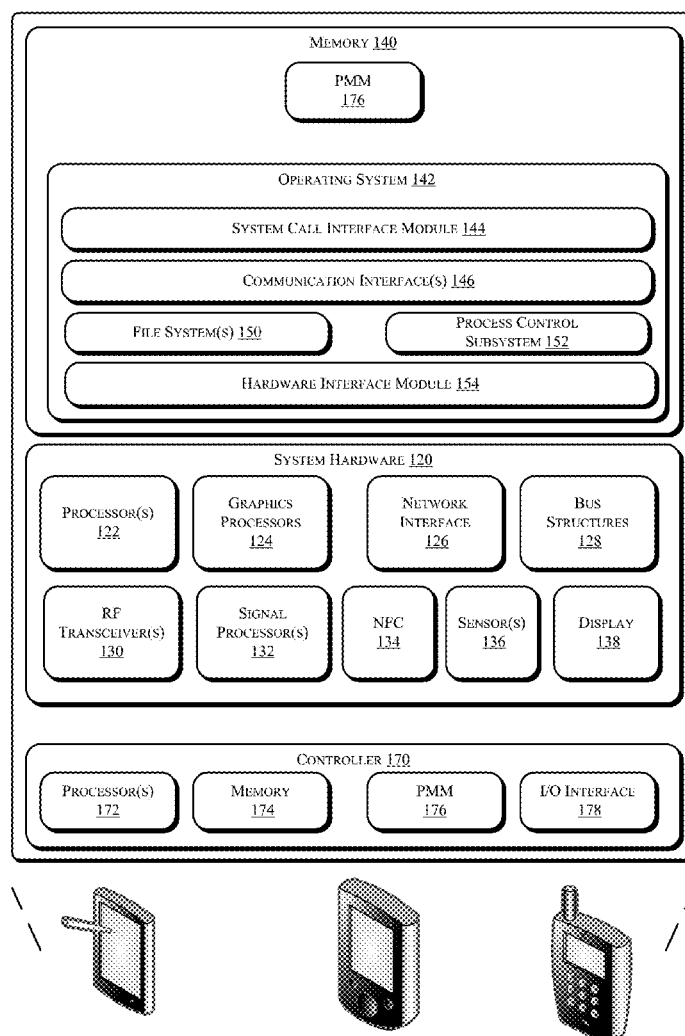 MEMORY 140
PMM
176
OPERATING SYSTEM 142
SYSTEM CALL INTERFACE MODULE 144
COMMUNICATION INTERFACE(S) 146
FILE SYSTEM(S) 150
PROCESS CONTROL
SUBSYSTEM 152
HARDWARE INTERFACE MODULE 154
SYSTEM HARDWARE 120
PROCESSOR(S)
122
GRAPHICS
PROCESSORS
124
NETWORK
INTERFACE
126
BUS
STRUCTURES
128
RF
TRANSCEIVER(S)
130
SIGNAL
PROCESSOR(S)
132
NFC
134
SENSOR(S)
136
DISPLAY
138
CONTROLLER 170
PROCESSOR(S)
172
MEMORY
174
PMM
176
I/O INTERFACE
178